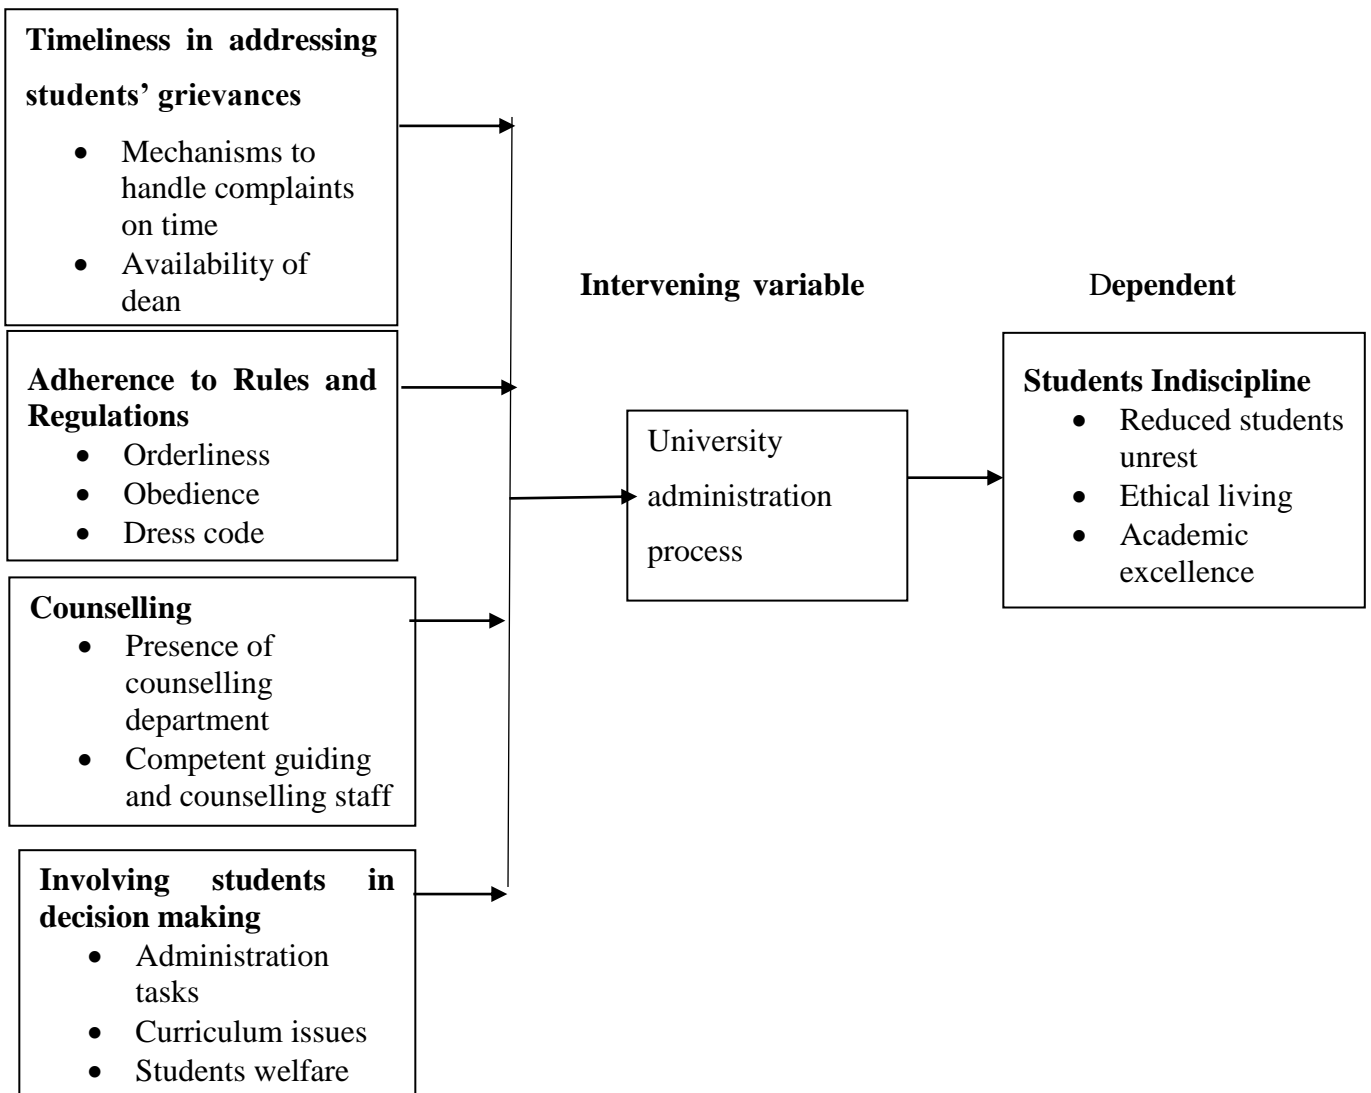 Timeliness in addressing
students’ grievances
• Mechanisms to
handle complaints
on time
• Availability of
dean
Adherence to Rules and
Regulations
• Orderliness
• Obedience
• Dress code
Counselling
• Presence of
counselling
department
• Competent guiding
and counselling staff
Involving students in
decision making
• Administration
tasks
• Curriculum issues
• Students welfare
Intervening variable
University
administration
process
Dependent
Students Indiscipline
• Reduced students
unrest
• Ethical living
• Academic
excellence